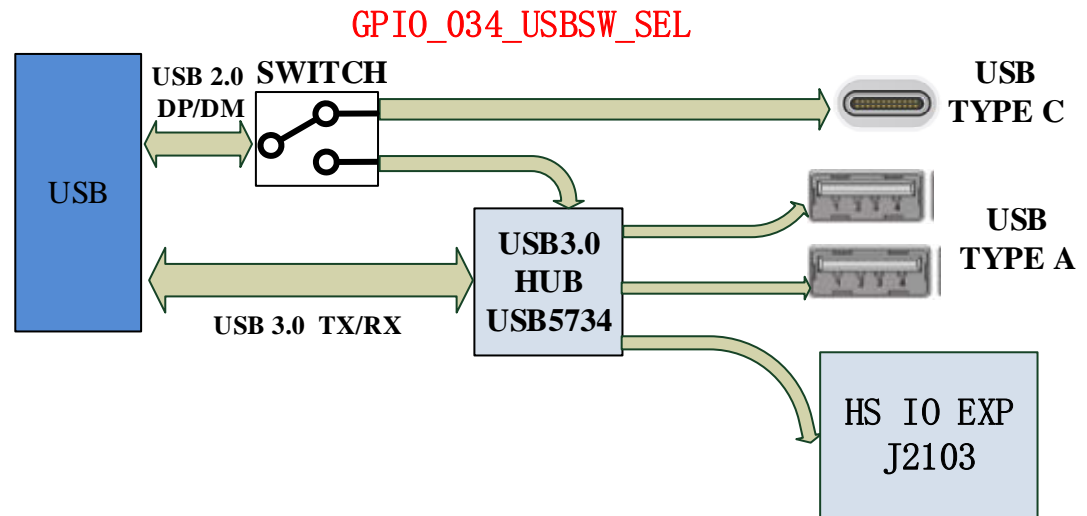 GPIO_034_USBSW_SEL
USB 2.0
DP/DM
SWITCH
USB
TYPE C
USB
USB
TYPE A
USB3.0
HUB
USB5734
USB 3.0 TX/RX
HS IO EXP
J2103